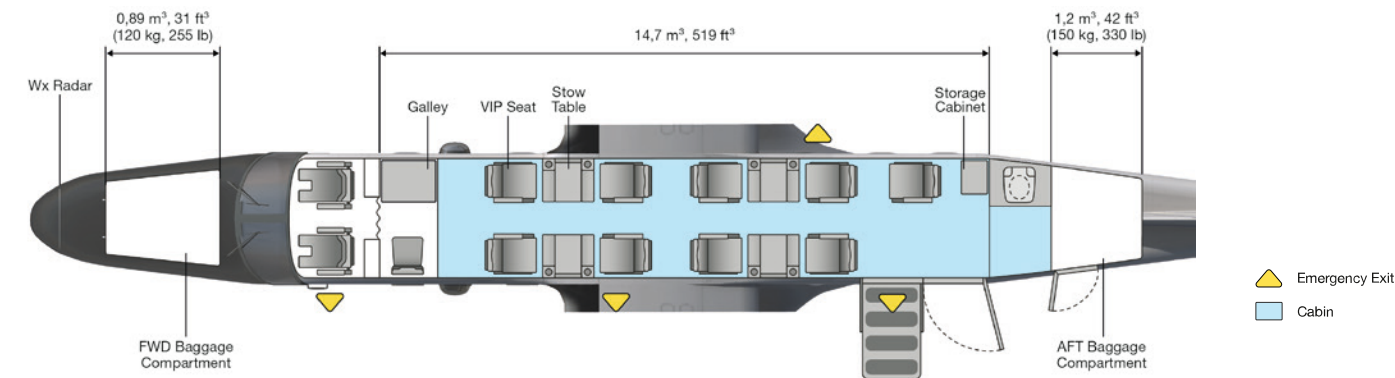 0,89 m³, 31 ft³
(120 kg, 255 lb)
14,7 m³, 519 ft³
1,2 m³, 42 ft³
(150 kg, 330 lb)
Wx Radar
Galley
VIP Seat
Stow
Table
Storage
Cabinet
Emergency Exit
Cabin
FWD Baggage
Compartment
AFT Baggage
Compartment